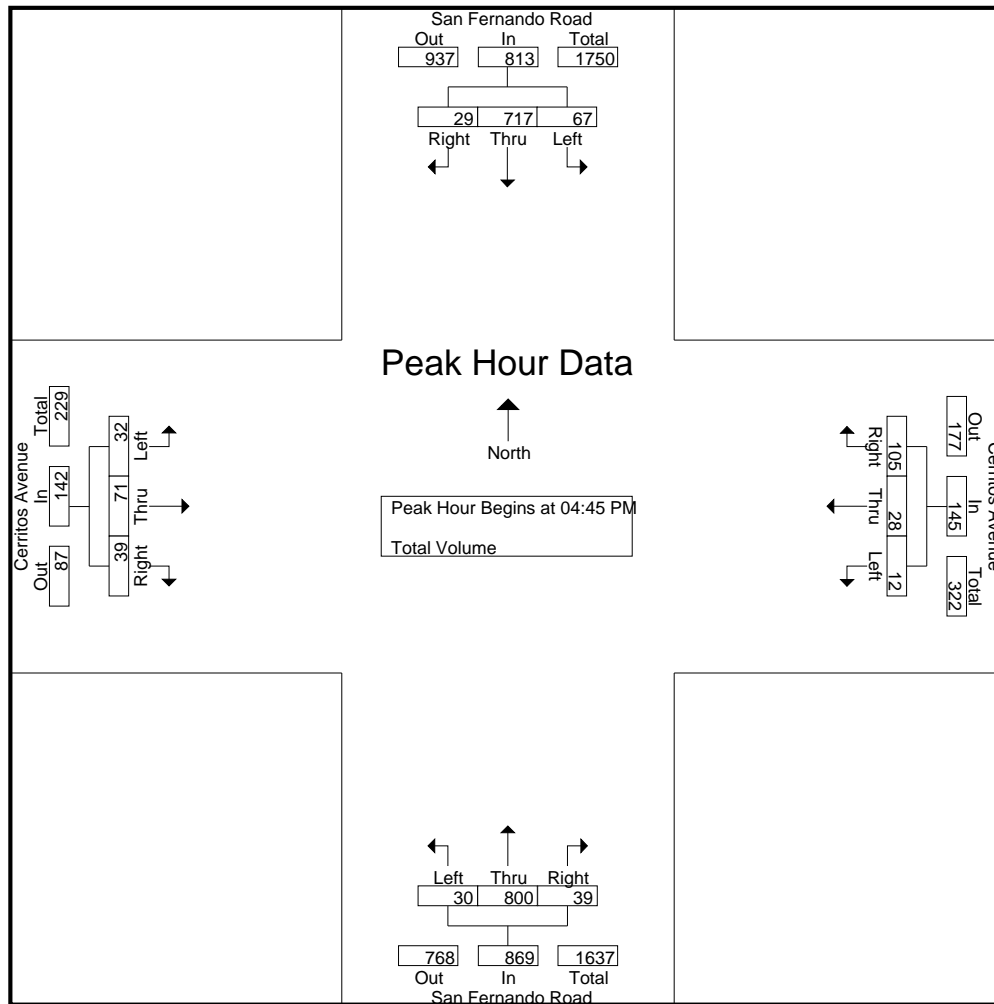 San Fernando Road
Out In Total
937 813 1750
29 717 67
Right Thru Left
Peak Hour Data
North
Peak Hour Begins at 04:45 PM
Total Volume
Cerritos Avenue
Out In Total
87 142 229
39 71 32
Right Thru Left
Cerritos Avenue
Out In Total
177 145 322
105 28 12
Right Thru Left
Left Thru Right
30 800 39
768 869 1637
Out In Total
San Fernando Road